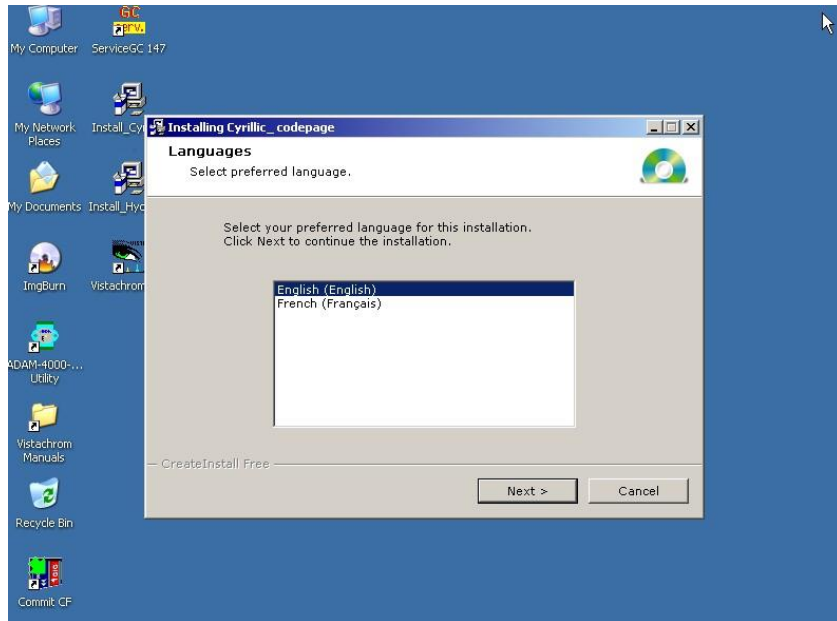 My Computer
GC
serv.
ServiceGC 147
My Network
Places
Install_Cy
My Documents
Install_Hyd
ImgBurn
Vistachrom
ADAM-4000-...
Utility
Vistachrom
Manuals
Recycle Bin
Commit CF
Installing Cyrillic_ codepage
Languages
Select preferred language.
Select your preferred language for this installation.
Click Next to continue the installation.
English (English)
French (Français)
CreateInstall Free
Next >
Cancel